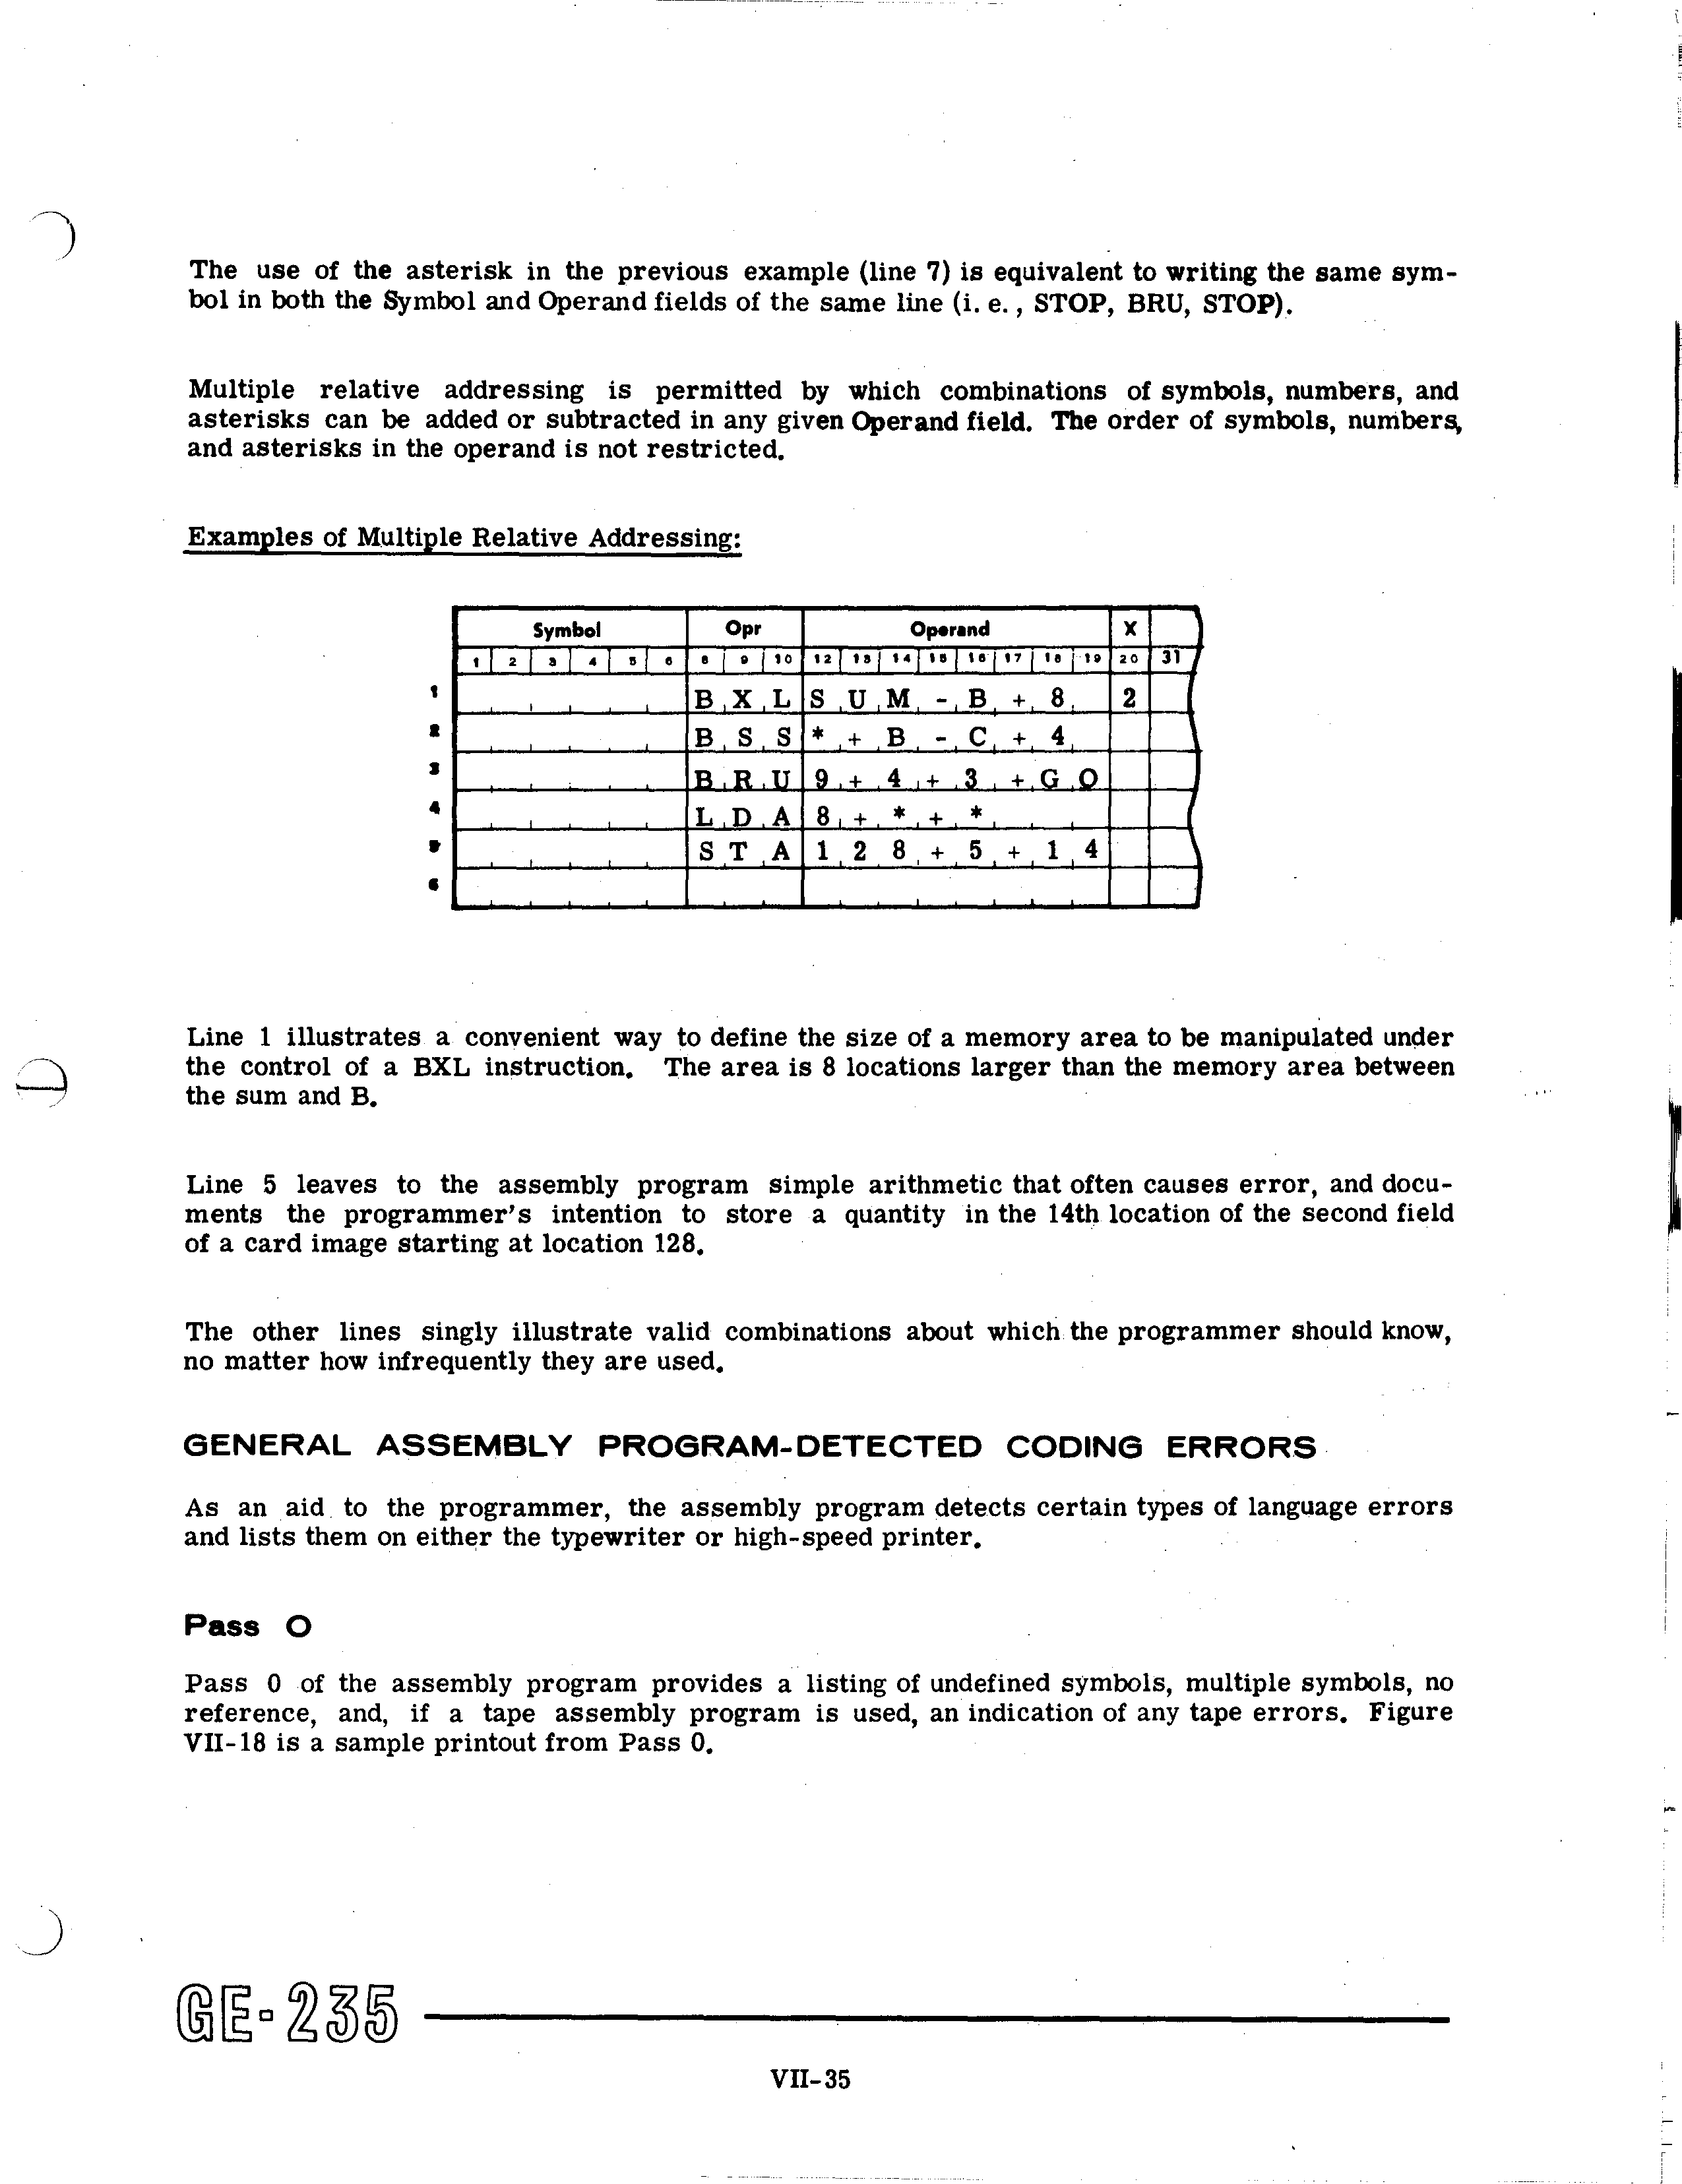 The use of the asterisk in the previous example (line 7) is equivalent to writing the same sym-
bol in both the Symbol and Operand fields of the same line (i. e., STOP, BRU, STOP).
Multiple relative addressing is permitted by which combinations of symbols, numbers, and
asterisks can be added or subtracted in any given Operand field. The order of symbols, numbers,
and asterisks in the operand is not restricted.
Examples of Multiple Relative Addressing:
Symbol Opr Operand X
1 2 3 4 5 6 8 9 10 12 13 14 15 16 17 18 19 20 31
1 B X L S U M - B + 8 2
2 B S S * + B - C + 4
3 B R U 9 + 4 + 3 + G O
4 L D A 8 + * + *
5 S T A 1 2 8 + 5 + 1 4
6
Line 1 illustrates a convenient way to define the size of a memory area to be manipulated under
the control of a BXL instruction. The area is 8 locations larger than the memory area between
the sum and B.
Line 5 leaves to the assembly program simple arithmetic that often causes error, and docu-
ments the programmer's intention to store a quantity in the 14th location of the second field
of a card image starting at location 128.
The other lines singly illustrate valid combinations about which the programmer should know,
no matter how infrequently they are used.
GENERAL ASSEMBLY PROGRAM-DETECTED CODING ERRORS
As an aid to the programmer, the assembly program detects certain types of language errors
and lists them on either the typewriter or high-speed printer.
Pass 0
Pass 0 of the assembly program provides a listing of undefined symbols, multiple symbols, no
reference, and, if a tape assembly program is used, an indication of any tape errors. Figure
VII-18 is a sample printout from Pass 0.
GE-235
VII-35